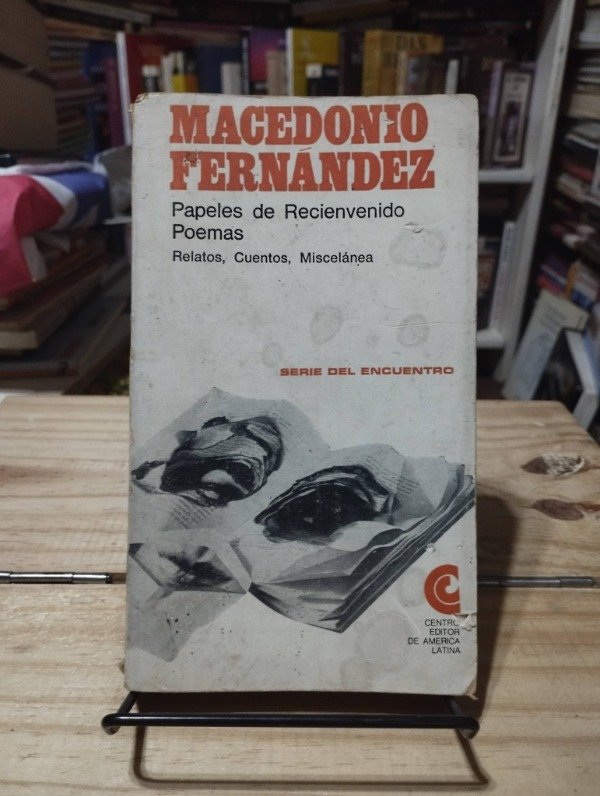 MACEDONIO
FERNANDEZ
Papeles de Recienvenido
Poemas
Relatos, Cuentos, Miscelánea
SERIE DEL ENCUENTRO
CENTRO
EDITOR
DE AMERICA
LATINA